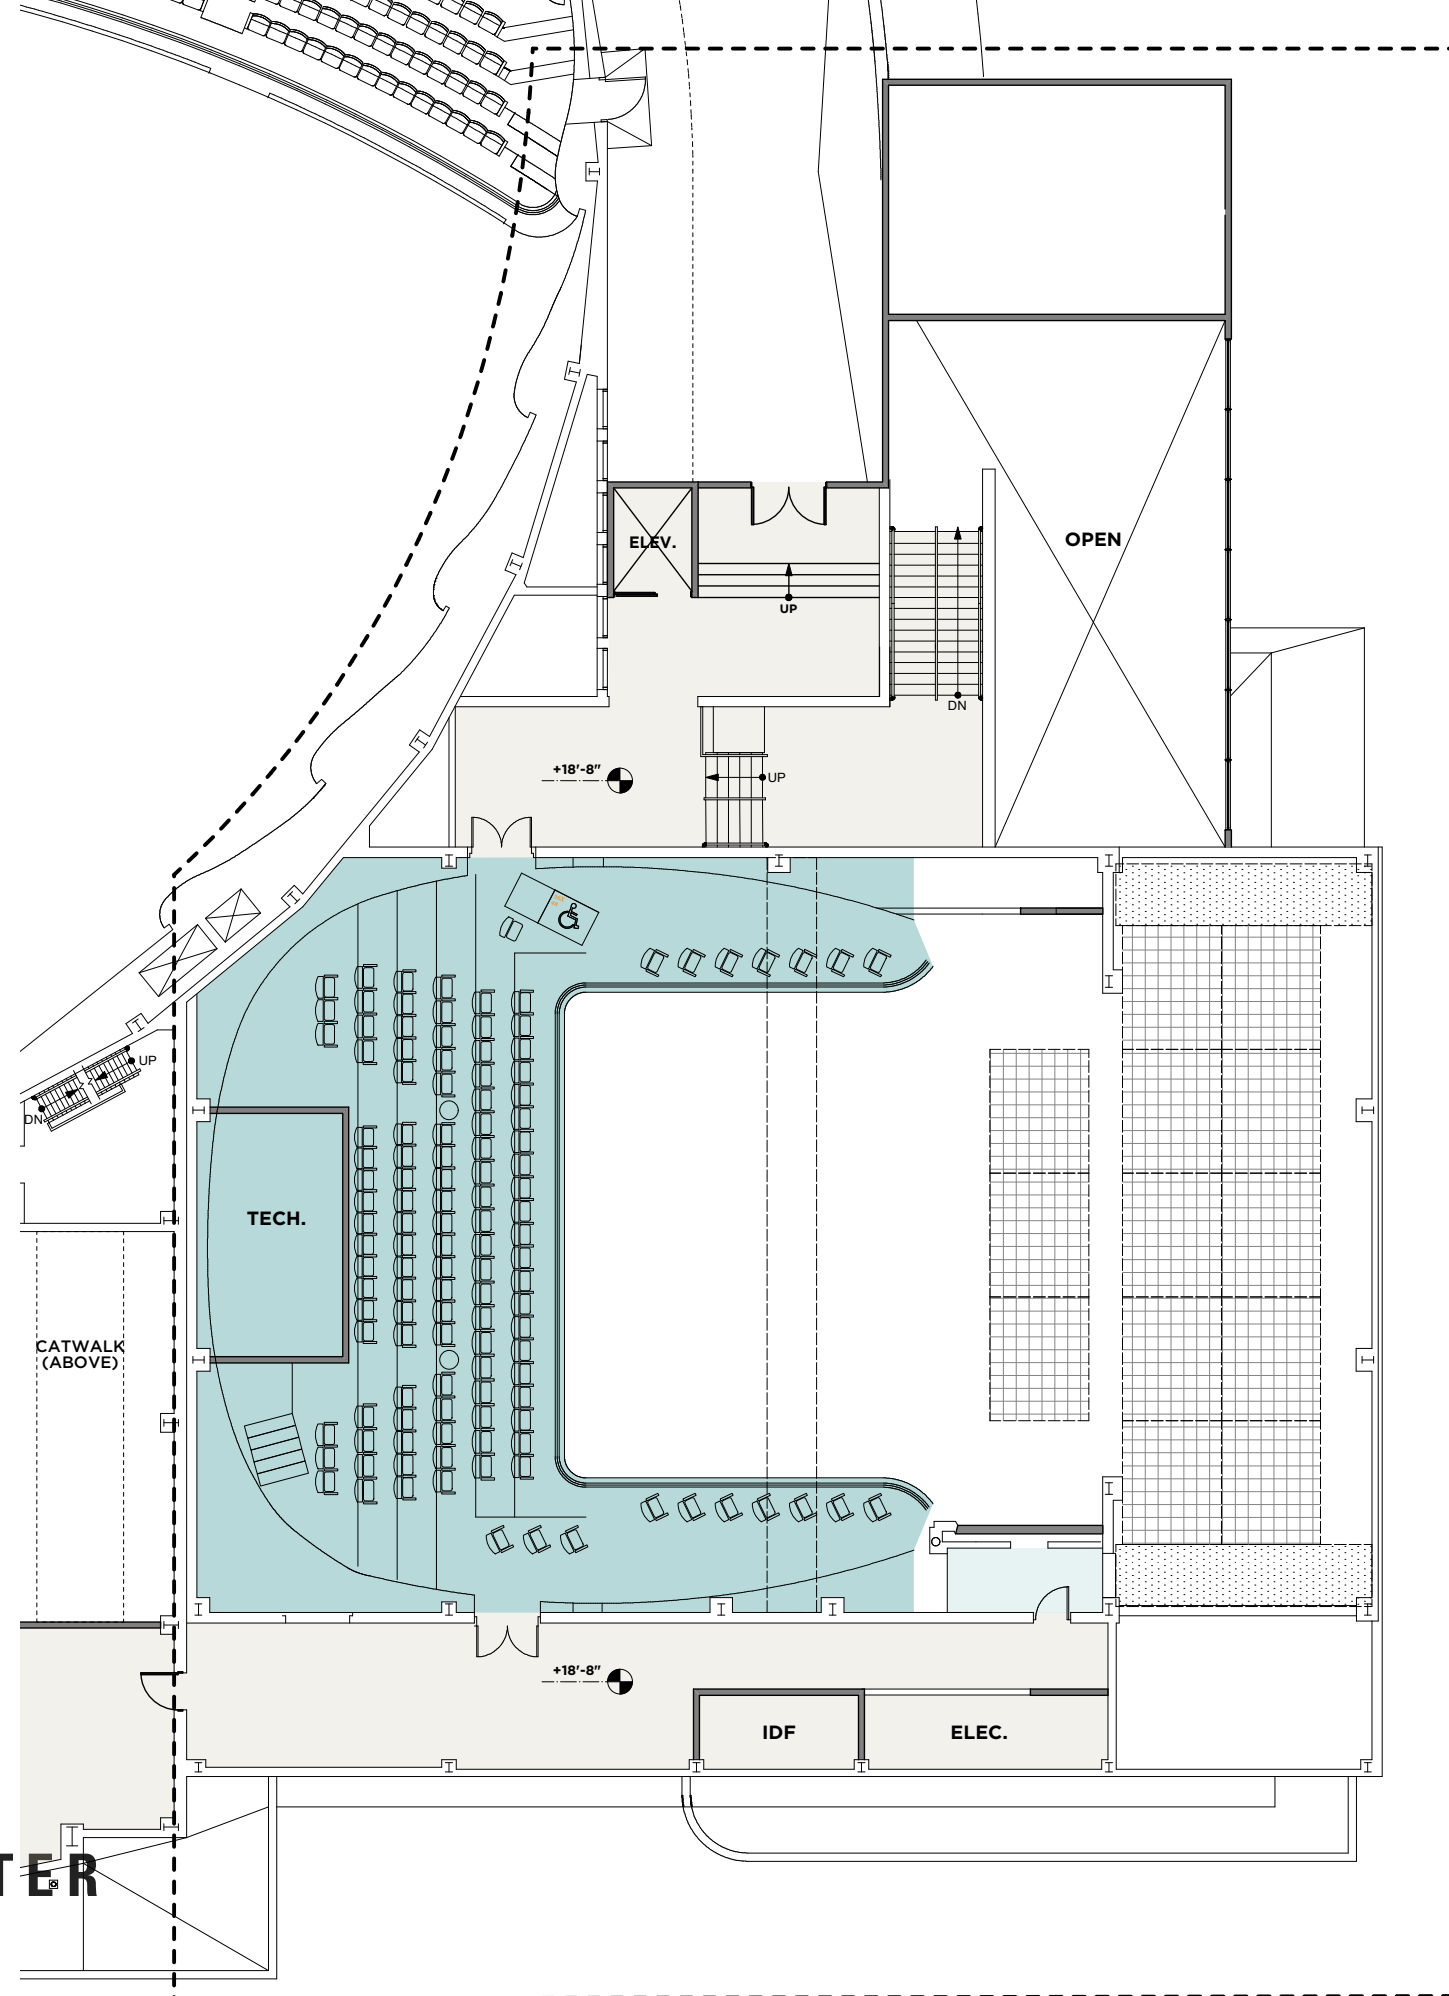 ELEV.
OPEN
UP
DN
+18'-8"
UP
UP
DN
TECH.
CATWALK
(ABOVE)
+18'-8"
IDF
ELEC.
TER